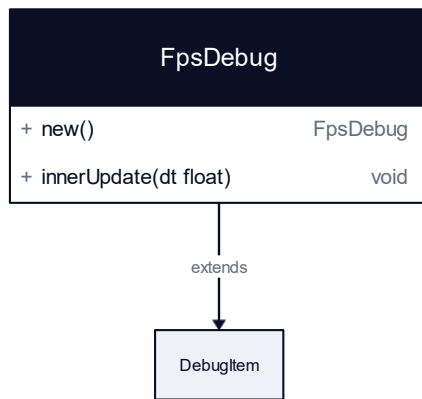 FpsDebug
+ new() FpsDebug
+ innerUpdate(dt float) void
extends
DebugItem